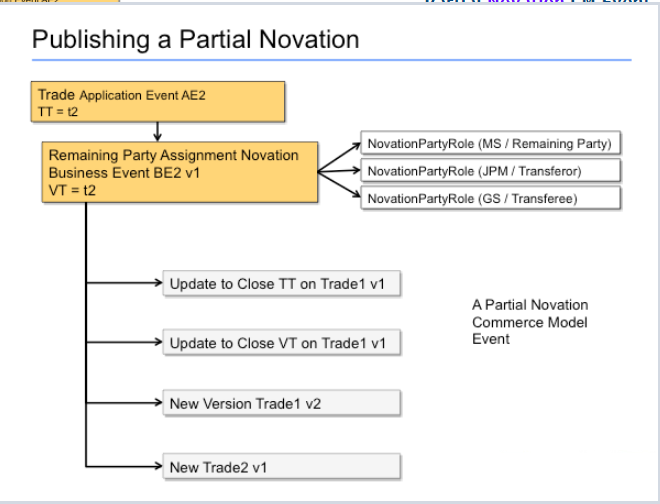 Publishing a Partial Novation
Trade Application Event AE2
TT = t2
Remaining Party Assignment Novation
Business Event BE2 v1
VT = t2
NovationPartyRole (MS / Remaining Party)
NovationPartyRole (JPM / Transferor)
NovationPartyRole (GS / Transferee)
Update to Close TT on Trade1 v1
A Partial Novation
Commerce Model
Event
Update to Close VT on Trade1 v1
New Version Trade1 v2
New Trade2 v1